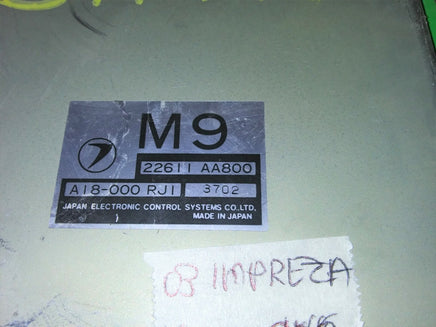 M9
22611 AA800
A18-000 RJ1 3702
JAPAN ELECTRONIC CONTROL SYSTEMS CO.,LTD.
MADE IN JAPAN
03 IMPREZA